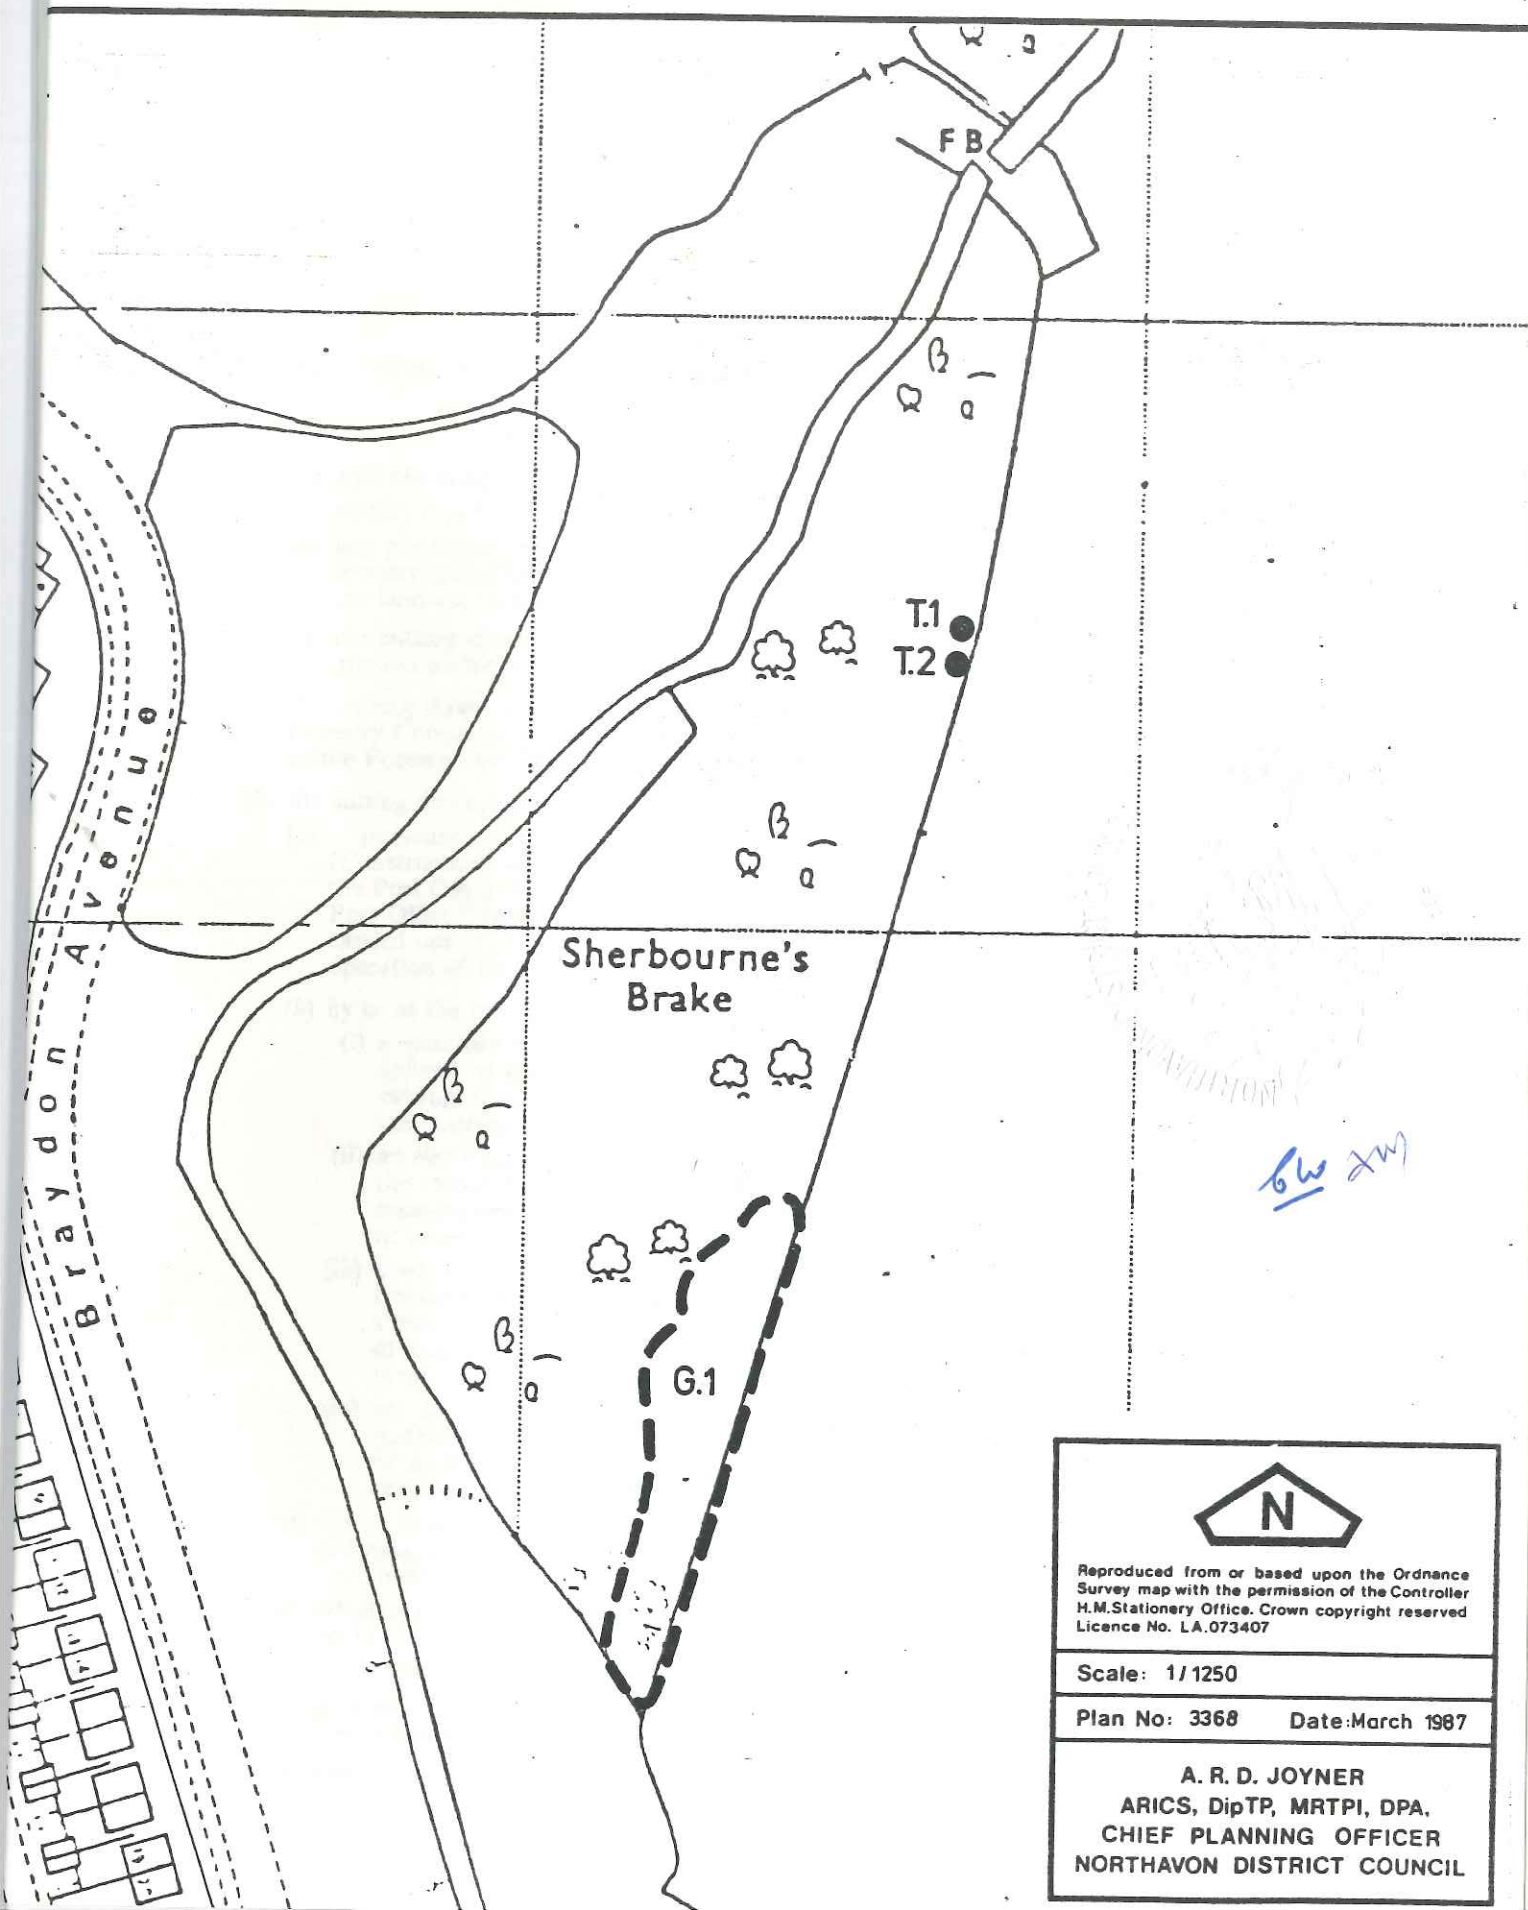 F B
T.1
T.2
Braydon Avenue
Sherbourne's
Brake
G.1
N
Reproduced from or based upon the Ordnance
Survey map with the permission of the Controller
H.M.Stationery Office. Crown copyright reserved
Licence No. LA.073407
Scale: 1/1250
Plan No: 3368 Date:March 1987
A. R. D. JOYNER
ARICS, DipTP, MRTPI, DPA,
CHIEF PLANNING OFFICER
NORTHAVON DISTRICT COUNCIL